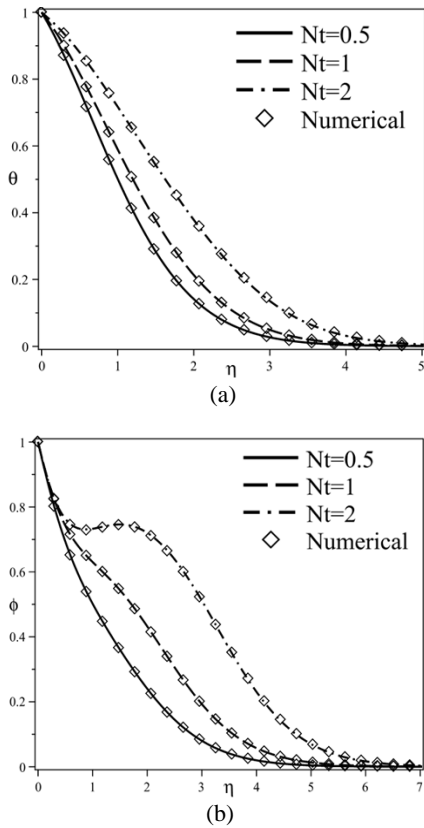 1
0.8
θ
0.6
0.4
0.2
0
0 1 2 3 4 5
η
Nt=0.5
Nt=1
Nt=2
Numerical
(a)
1
0.8
0.6
ϕ
0.4
0.2
0
0 1 2 3 4 5 6 7
η
Nt=0.5
Nt=1
Nt=2
Numerical
(b)